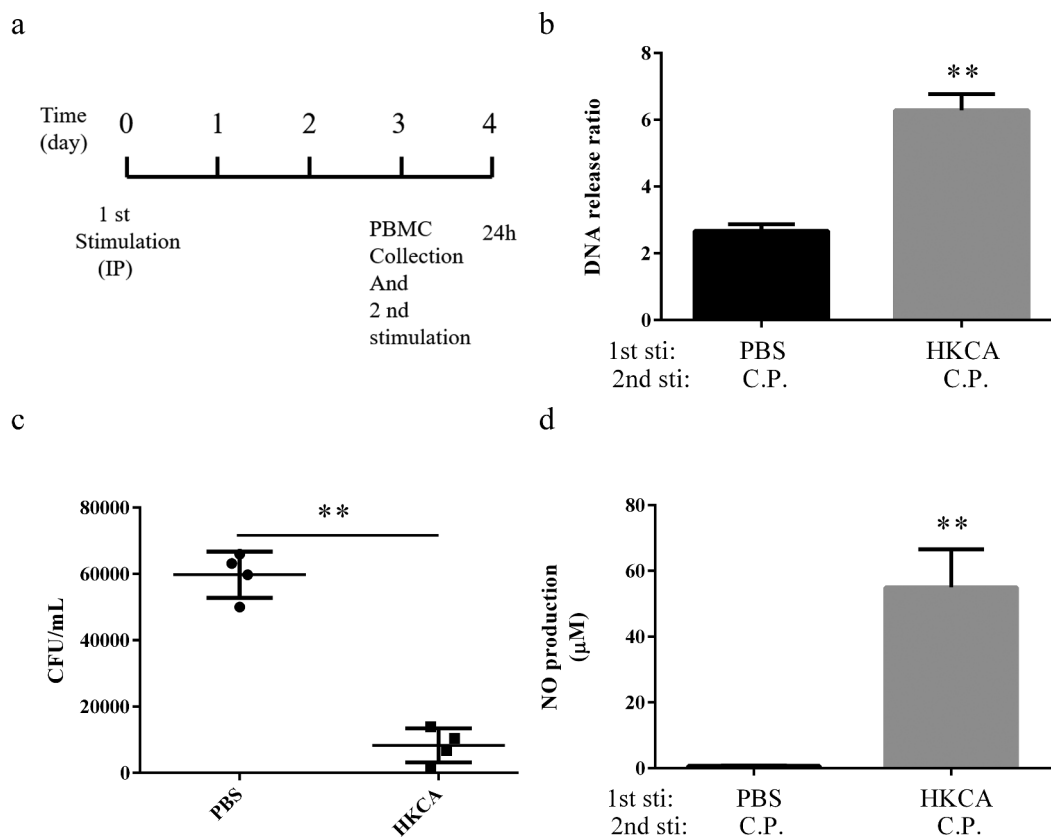 a
Time
(day)
0 1 2 3 4
1 st
Stimulation
(IP)
PBMC
Collection
And
2 nd
stimulation
24h
b
DNA release ratio
8
6
4
2
0
**
1st sti: PBS HKCA
2nd sti: C.P. C.P.
c
CFU/mL
80000
60000
40000
20000
0
**
PBS
HKCA
d
NO production
(μM)
80
60
40
20
0
**
1st sti: PBS HKCA
2nd sti: C.P. C.P.